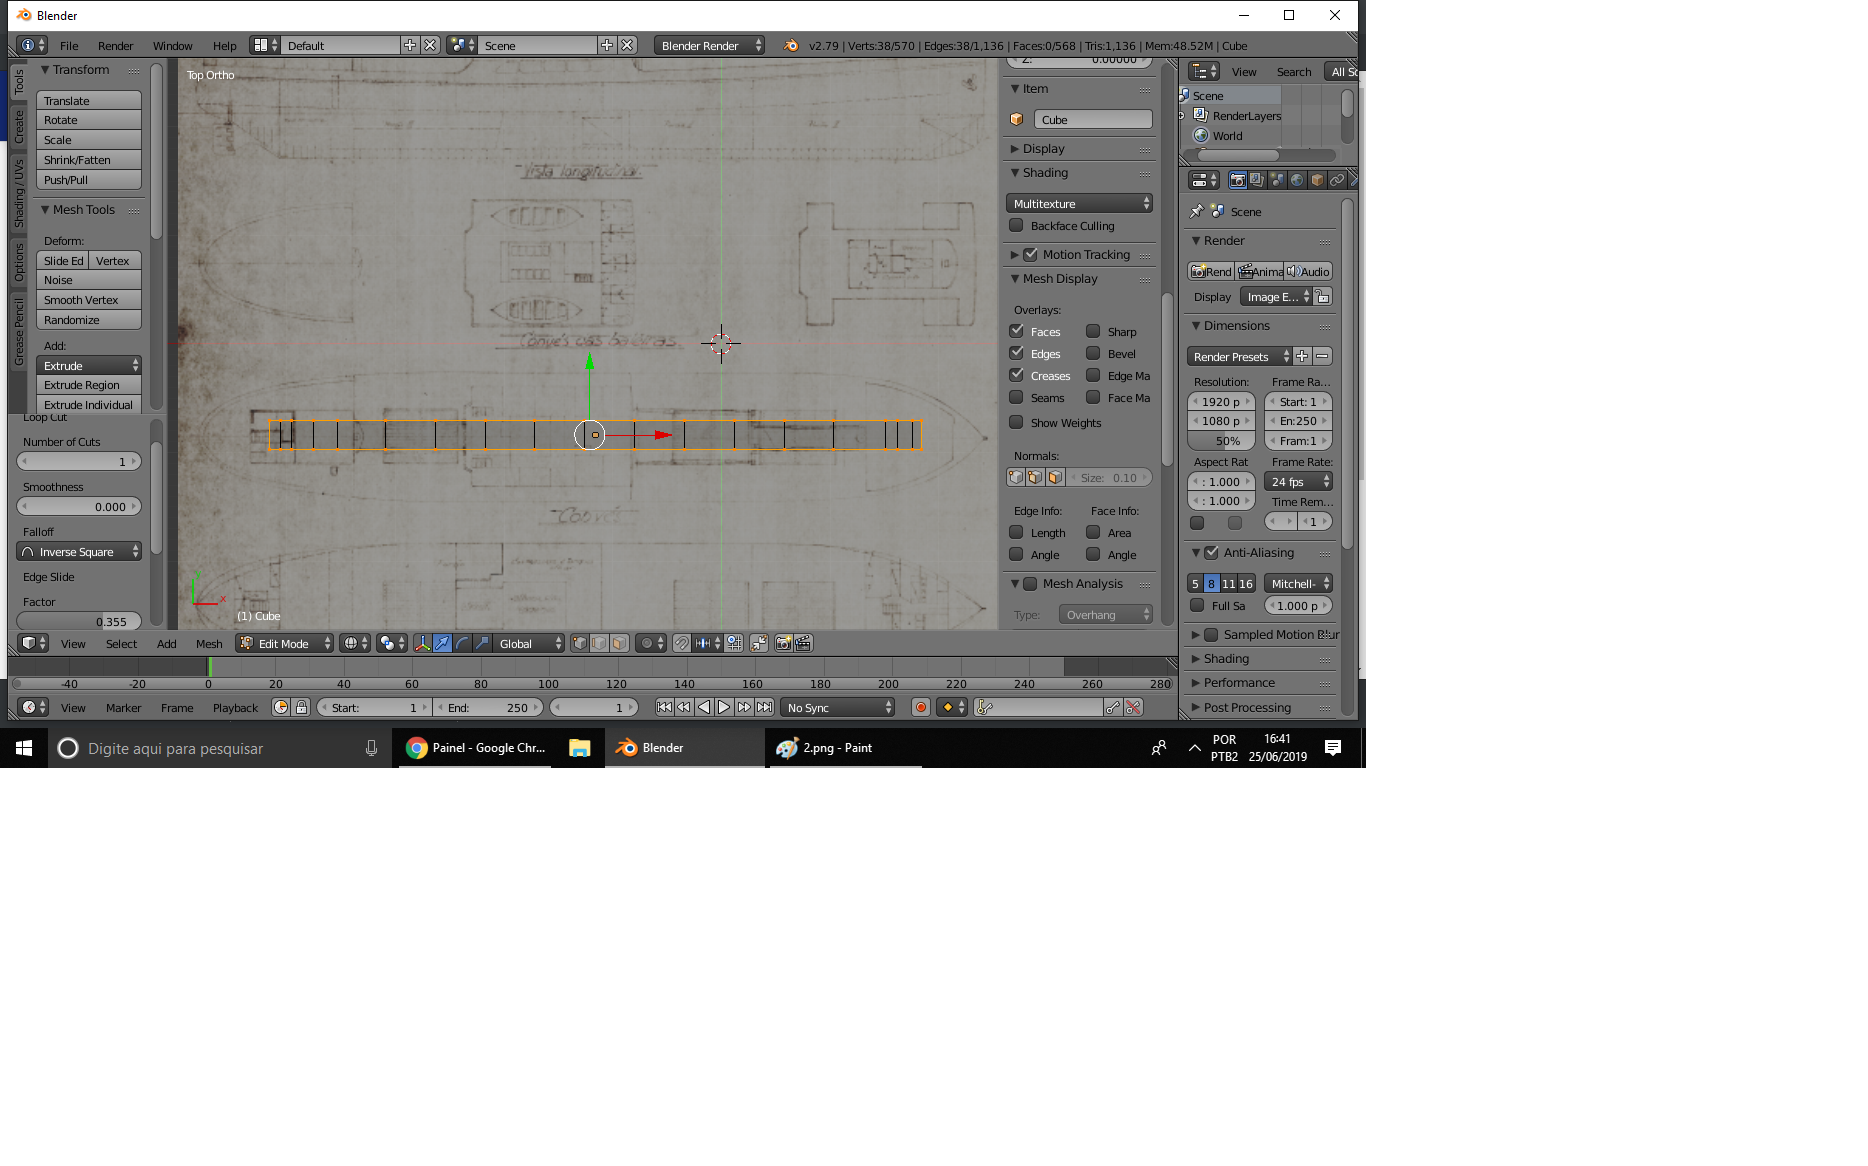 Blender
File Render Window Help Default Scene Blender Render v2.79 | Verts:38/570 | Edges:38/1,136 | Faces:0/568 | Tris:1,136 | Mem:48.52M | Cube
Tools
Create
Shading / UVs
Options
Grease Pencil
Transform
Translate
Rotate
Scale
Shrink/Fatten
Push/Pull
Mesh Tools
Deform:
Slide Ed Vertex
Noise
Smooth Vertex
Randomize
Add:
Extrude
Extrude Region
Extrude Individual
Loop Cut
Number of Cuts
1
Smoothness
0.000
Falloff
Inverse Square
Edge Slide
Factor
0.355
Top Ortho
Vista longitudinal.
Convés das baleiras.
Convés
(1) Cube
Z: 0.00000
Item
Cube
Display
Shading
Multitexture
Backface Culling
Motion Tracking
Mesh Display
Overlays:
Faces Sharp
Edges Bevel
Creases Edge Ma
Seams Face Ma
Show Weights
Normals:
Size: 0.10
Edge Info: Face Info:
Length Area
Angle Angle
Mesh Analysis
Type: Overhang
View Search All Sc
Scene
RenderLayers
World
Scene
Render
Rend Anima Audio
Display Image E...
Dimensions
Render Presets
Resolution: Frame Ra...
1920 p Start: 1
1080 p En:250
50% Fram:1
Aspect Rat Frame Rate:
: 1.000 24 fps
: 1.000 Time Rem...
1
Anti-Aliasing
5 8 11 16 Mitchell-
Full Sa 1.000 p
Sampled Motion Blur
Shading
Performance
Post Processing
View Select Add Mesh Edit Mode Global
-40 -20 0 20 40 60 80 100 120 140 160 180 200 220 240 260 280
View Marker Frame Playback Start: 1 End: 250 1 No Sync
Digite aqui para pesquisar Painel - Google Chr... Blender 2.png - Paint
POR
PTB2
16:41
25/06/2019